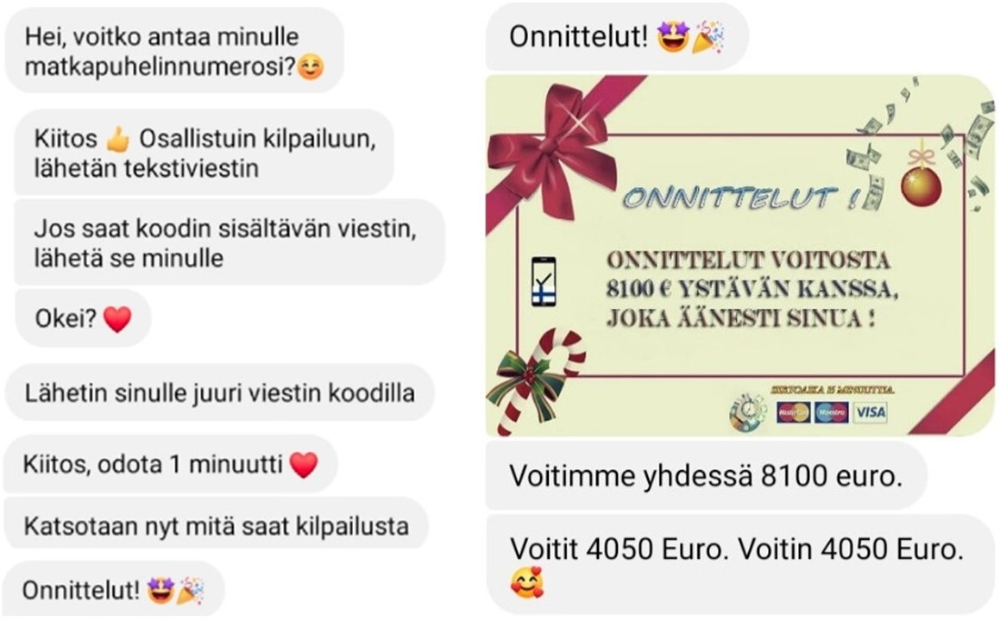 Hei, voitko antaa minulle
matkapuhelinnumerosi?😊
Kiitos 👍 Osallistuin kilpailuun,
lähetän tekstiviestin
Jos saat koodin sisältävän viestin,
lähetä se minulle
Okei? ❤️
Lähetin sinulle juuri viestin koodilla
Kiitos, odota 1 minuutti ❤️
Katsotaan nyt mitä saat kilpailusta
Onnittelut! 🤩🎉
Onnittelut! 🤩🎉
ONNITTELUT !
ONNITTELUT VOITOSTA
8100 € YSTÄVÄN KANSSA,
JOKA ÄÄNESTI SINUA !
SIIRTOAIKA 15 MINUUTTIA.
MasterCard Maestro VISA
Voitimme yhdessä 8100 euro.
Voitit 4050 Euro. Voitin 4050 Euro.
🥰